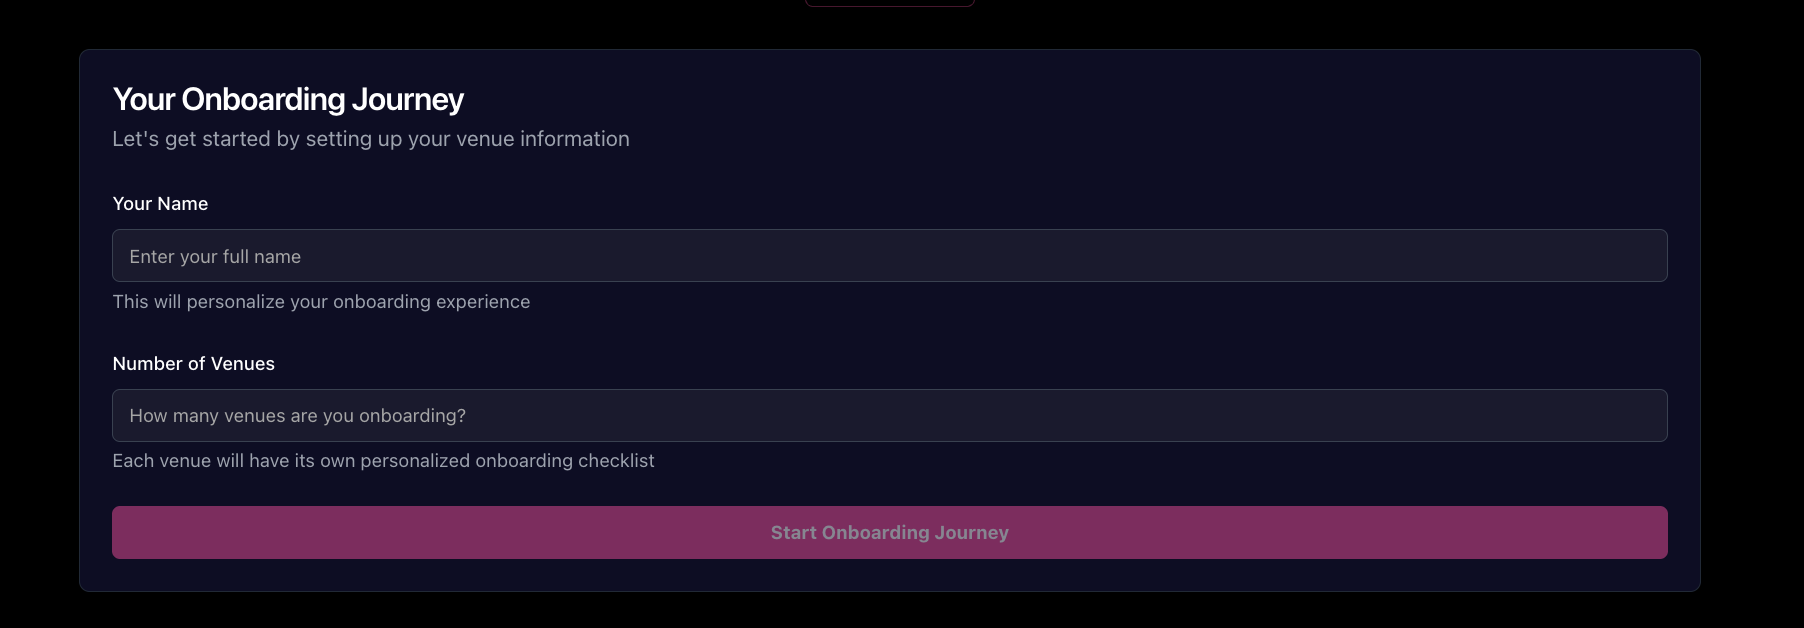 Your Onboarding Journey
Let's get started by setting up your venue information
Your Name
Enter your full name
This will personalize your onboarding experience
Number of Venues
How many venues are you onboarding?
Each venue will have its own personalized onboarding checklist
Start Onboarding Journey